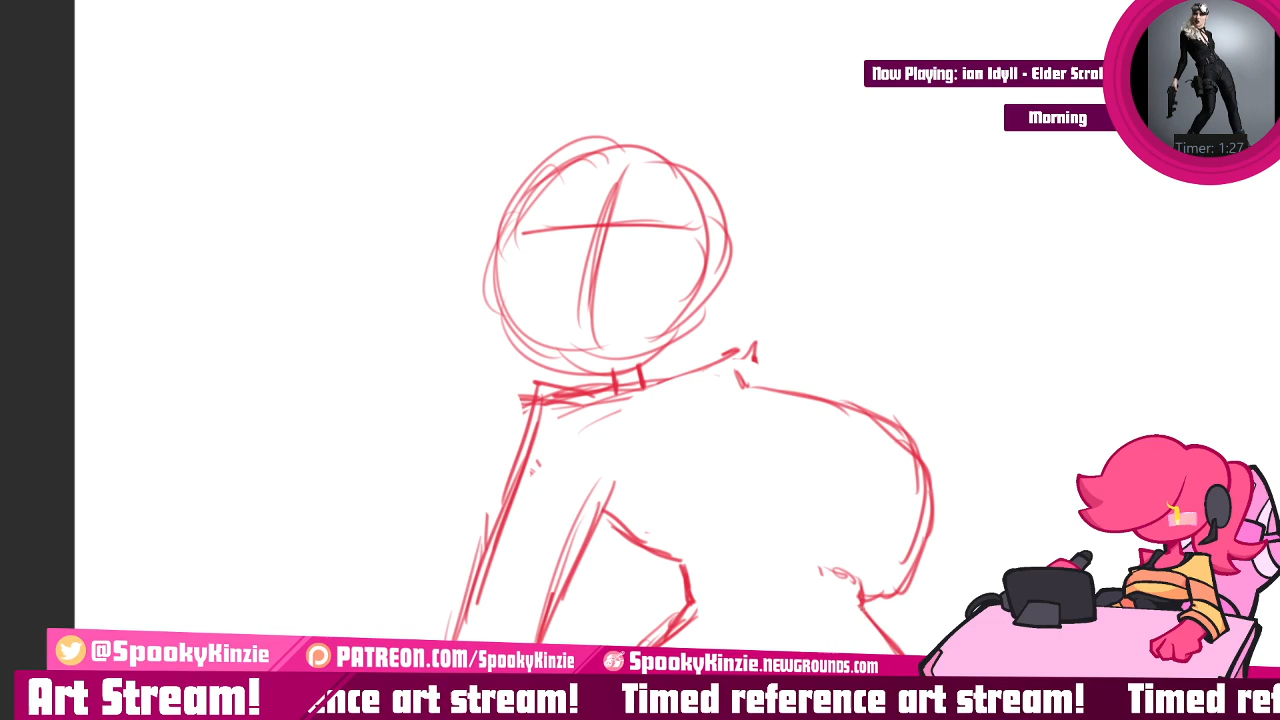 Now Playing: ian Idyll - Elder Scrol
Morning
Timer: 1:27
@SpookyKinzie
PATREON.COM/SpookyKinzie
SpookyKinzie.NEWGROUNDS.com
Art Stream!
nce art stream! Timed reference art stream! Timed ref